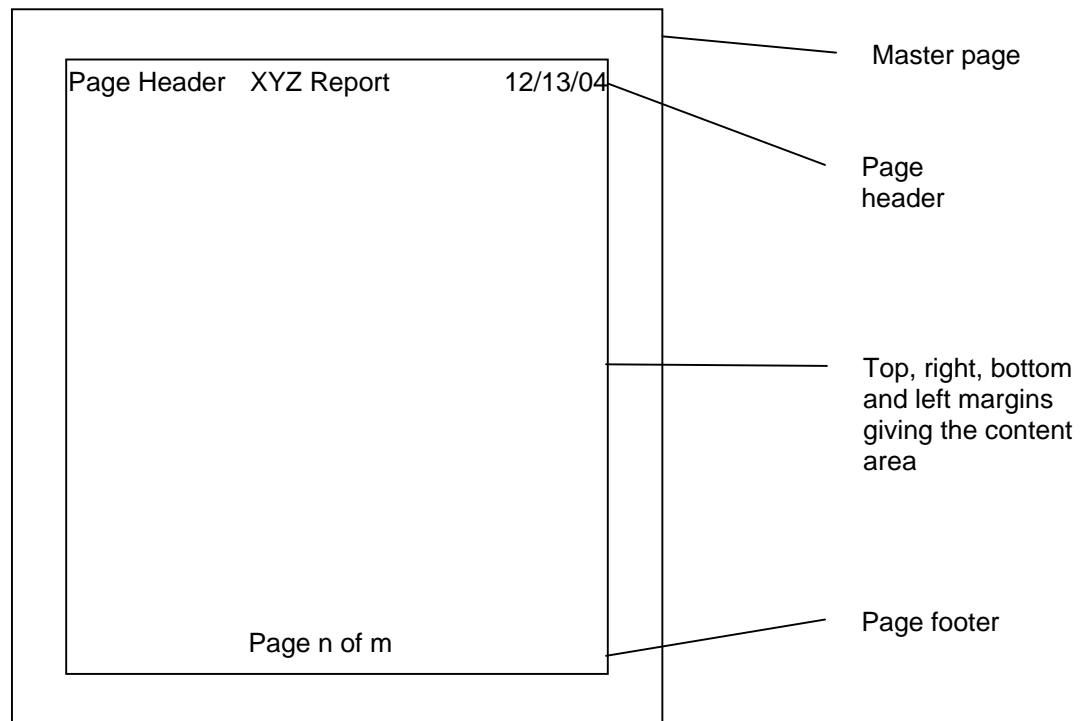 Master page
Page Header XYZ Report 12/13/04
Page
header
Top, right, bottom
and left margins
giving the content
area
Page footer
Page n of m